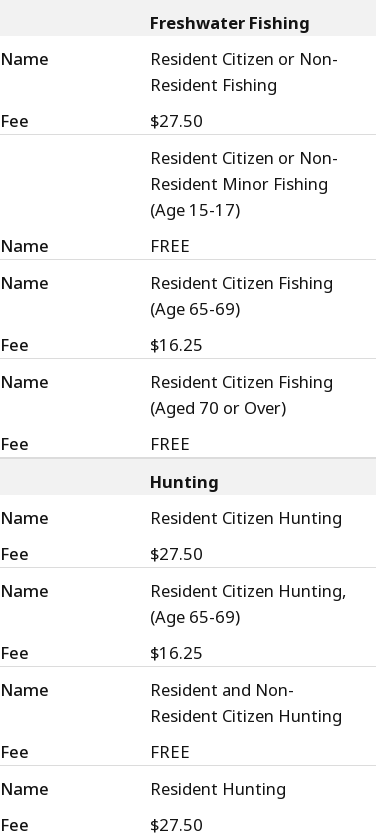 Freshwater Fishing
Name Resident Citizen or Non-
Resident Fishing
Fee $27.50
Resident Citizen or Non-
Resident Minor Fishing
(Age 15-17)
Name FREE
Name Resident Citizen Fishing
(Age 65-69)
Fee $16.25
Name Resident Citizen Fishing
(Aged 70 or Over)
Fee FREE
Hunting
Name Resident Citizen Hunting
Fee $27.50
Name Resident Citizen Hunting,
(Age 65-69)
Fee $16.25
Name Resident and Non-
Resident Citizen Hunting
Fee FREE
Name Resident Hunting
Fee $27.50